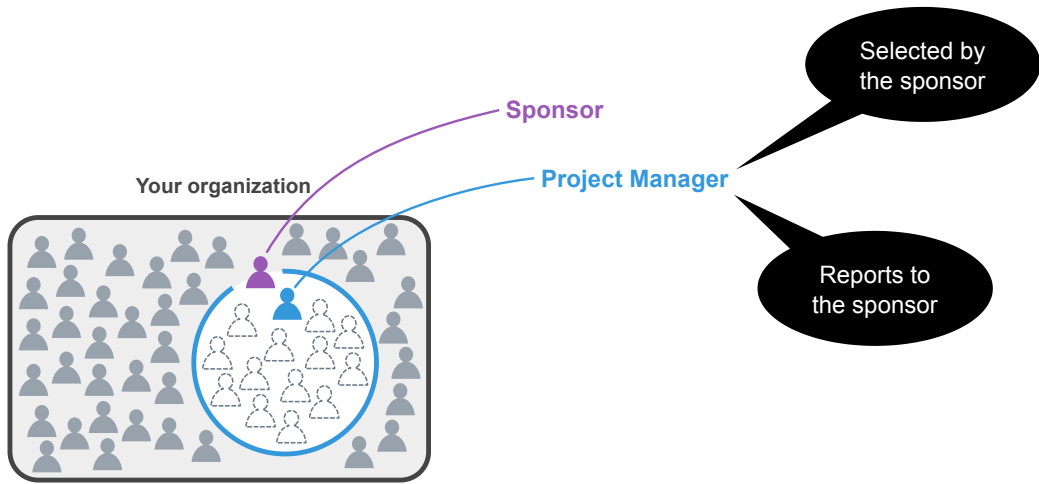 Selected by
the sponsor
Sponsor
Project Manager
Your organization
Reports to
the sponsor